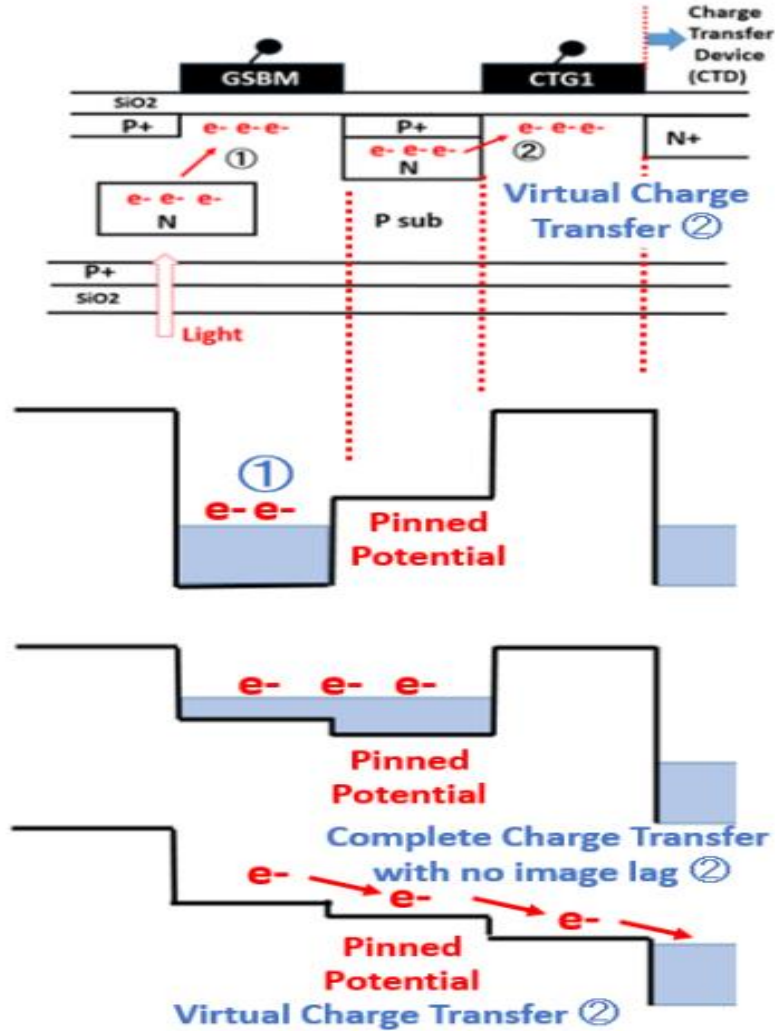 Charge
Transfer
Device
(CTD)
GSBM
CTG1
SiO2
P+
e- e- e-
P+
e- e- e-
N+
①
e- e- e-
N
②
e- e- e-
N
Virtual Charge
Transfer ②
P sub
P+
SiO2
Light
①
e- e-
Pinned
Potential
e- e- e-
Pinned
Potential
Complete Charge Transfer
with no image lag ②
e-
e-
e-
Pinned
Potential
Virtual Charge Transfer ②